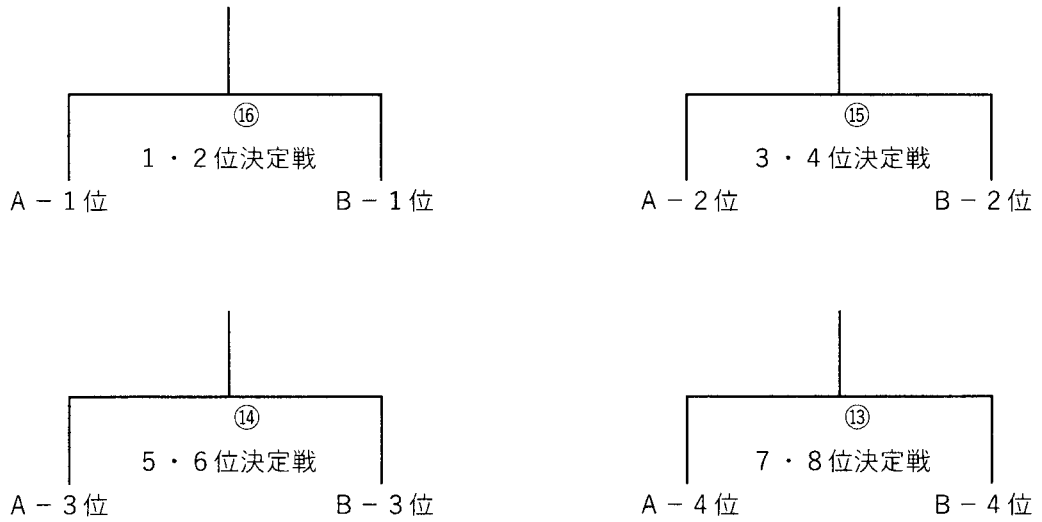 ⑯
1・2位決定戦
A－1位
B－1位
⑮
3・4位決定戦
A－2位
B－2位
⑭
5・6位決定戦
A－3位
B－3位
⑬
7・8位決定戦
A－4位
B－4位